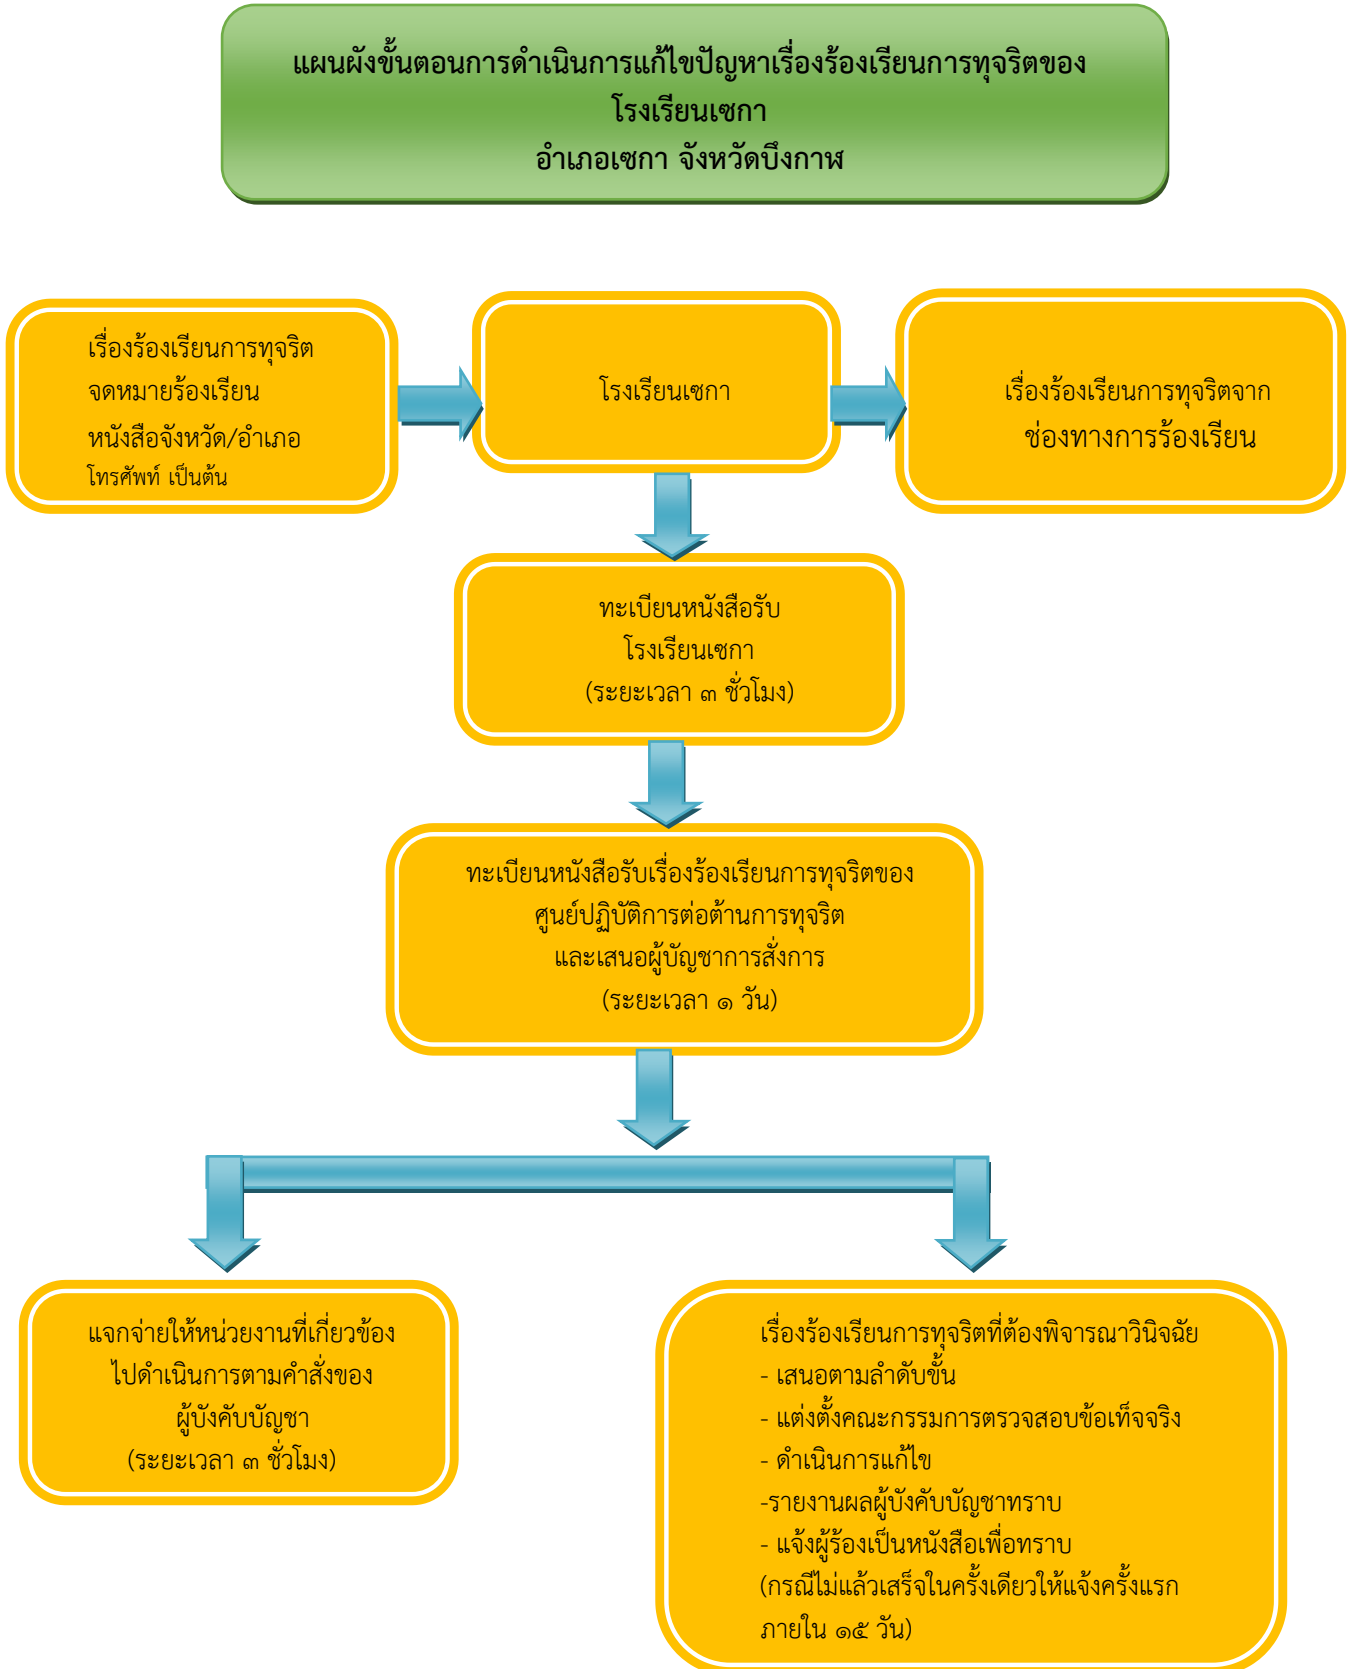 แผนผังขั้นตอนการดำเนินการแก้ไขปัญหาเรื่องร้องเรียนการทุจริตของ
โรงเรียนเซกา
อำเภอเซกา จังหวัดบึงกาฬ
เรื่องร้องเรียนการทุจริต
จดหมายร้องเรียน
หนังสือจังหวัด/อำเภอ
โทรศัพท์ เป็นต้น
โรงเรียนเซกา
เรื่องร้องเรียนการทุจริตจาก
ช่องทางการร้องเรียน
ทะเบียนหนังสือรับ
โรงเรียนเซกา
(ระยะเวลา ๓ ชั่วโมง)
ทะเบียนหนังสือรับเรื่องร้องเรียนการทุจริตของ
ศูนย์ปฏิบัติการต่อต้านการทุจริต
และเสนอผู้บัญชาการสั่งการ
(ระยะเวลา ๑ วัน)
แจกจ่ายให้หน่วยงานที่เกี่ยวข้อง
ไปดำเนินการตามคำสั่งของ
ผู้บังคับบัญชา
(ระยะเวลา ๓ ชั่วโมง)
เรื่องร้องเรียนการทุจริตที่ต้องพิจารณาวินิจฉัย
- เสนอตามลำดับขั้น
- แต่งตั้งคณะกรรมการตรวจสอบข้อเท็จจริง
- ดำเนินการแก้ไข
-รายงานผลผู้บังคับบัญชาทราบ
- แจ้งผู้ร้องเป็นหนังสือเพื่อทราบ
(กรณีไม่แล้วเสร็จในครั้งเดียวให้แจ้งครั้งแรก
ภายใน ๑๕ วัน)